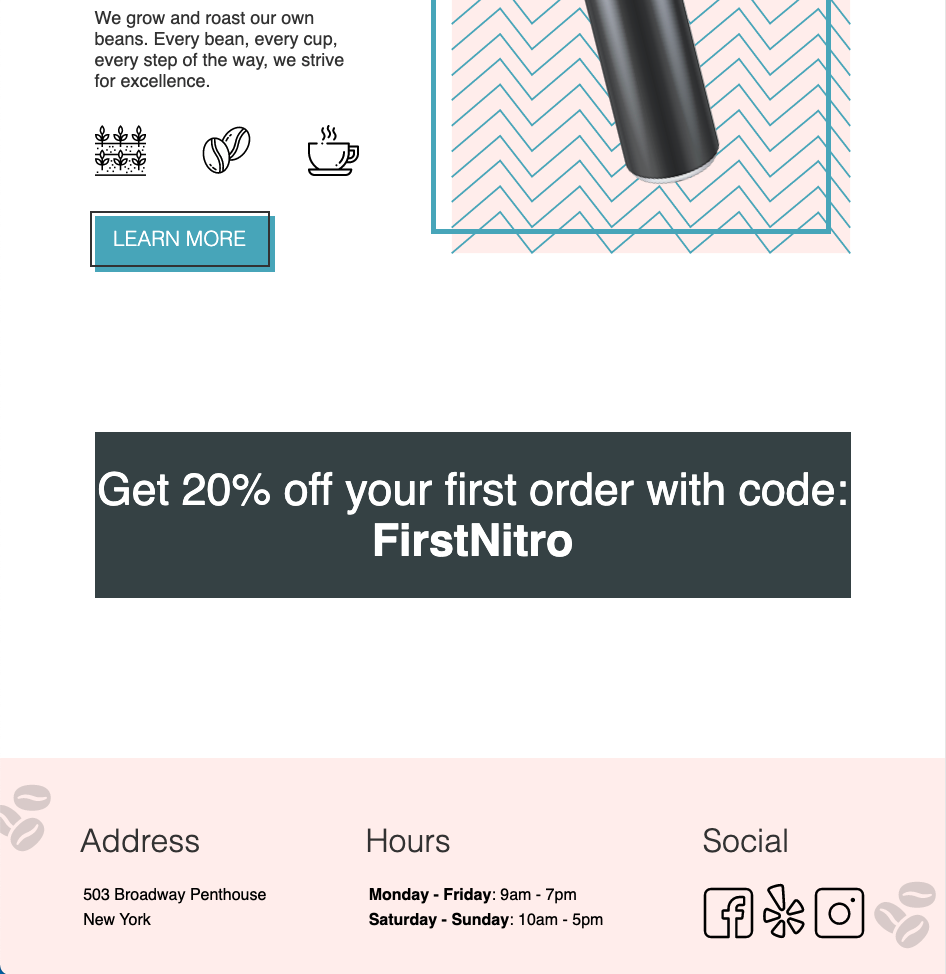 We grow and roast our own
beans. Every bean, every cup,
every step of the way, we strive
for excellence.
LEARN MORE
Get 20% off your first order with code:
FirstNitro
Address
503 Broadway Penthouse
New York
Hours
Monday - Friday: 9am - 7pm
Saturday - Sunday: 10am - 5pm
Social